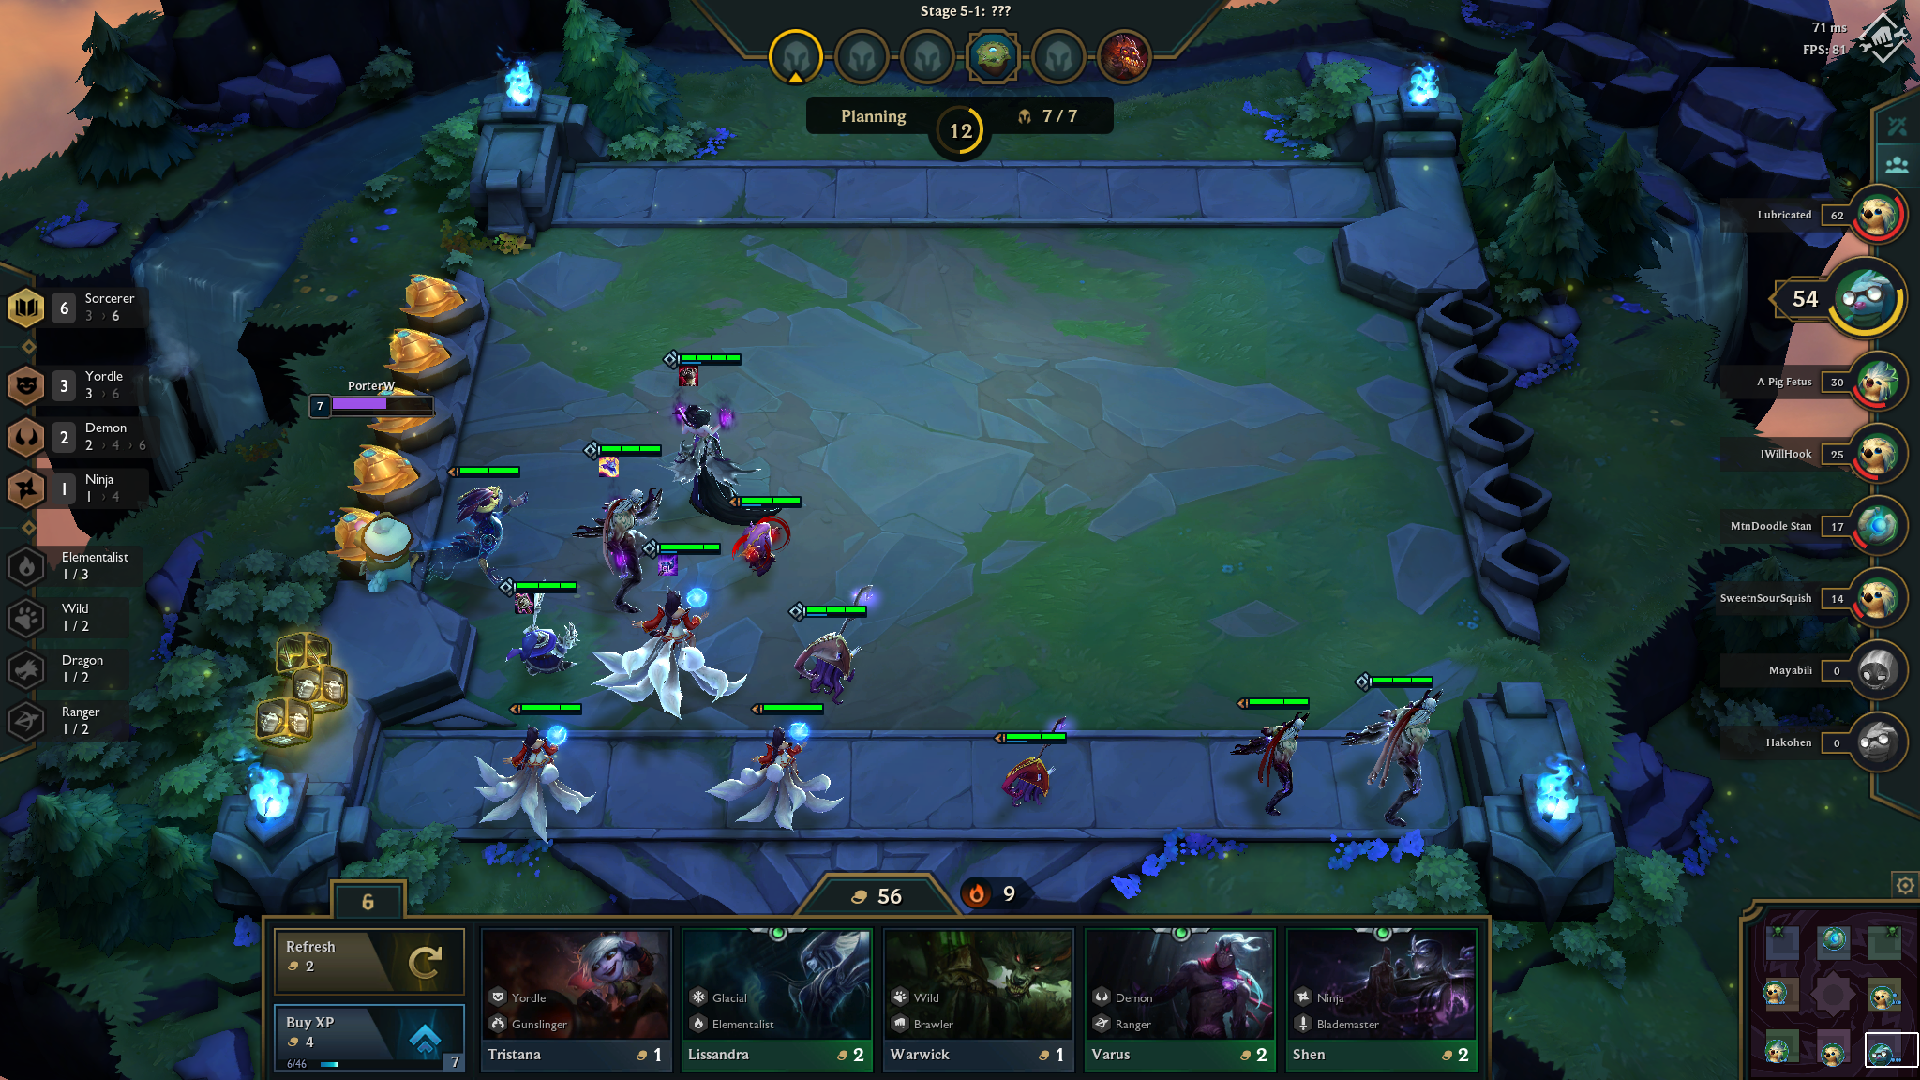 Stage 5-1: ???
71 ms
FPS: 81
Planning
12
7 / 7
Lubricated
62
54
A Pig Fetus
30
IWillHook
25
MtnDoodle Stan
17
SweetnSourSquish
14
Mayabili
0
Hakohen
0
6
Sorcerer
3 > 6
3
Yordle
3 > 6
2
Demon
2 > 4 > 6
1
Ninja
1 > 4
Elementalist
1 / 3
Wild
1 / 2
Dragon
1 / 2
Ranger
1 / 2
PorterW
7
6
56
9
Refresh
2
Buy XP
4
6/46
7
Yordle
Gunslinger
Tristana
1
Glacial
Elementalist
Lissandra
2
Wild
Brawler
Warwick
1
Demon
Ranger
Varus
2
Ninja
Blademaster
Shen
2